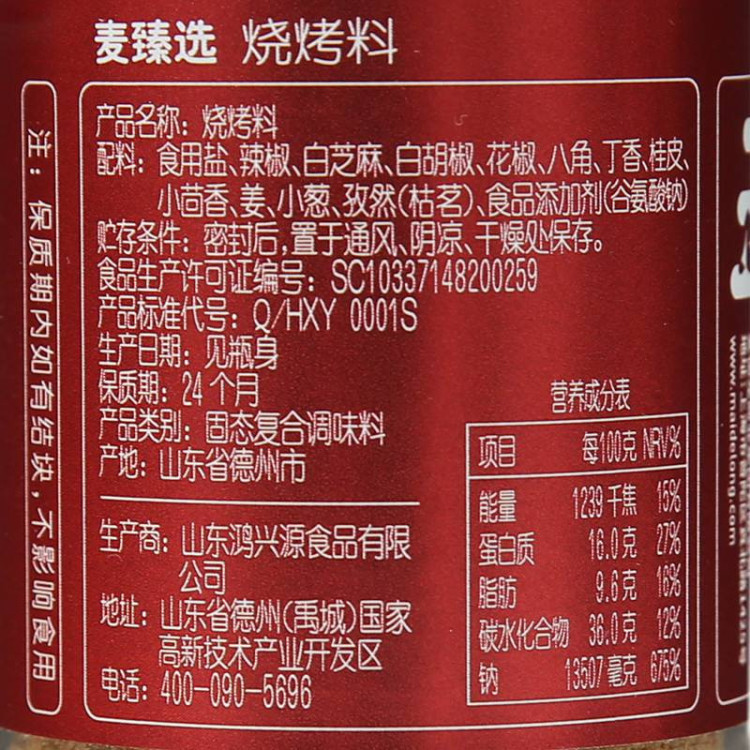 麦臻选 烧烤料
产品名称：烧烤料
配料：食用盐、辣椒、白芝麻、白胡椒、花椒、八角、丁香、桂皮、
小茴香、姜、小葱、孜然(枯茗)、食品添加剂(谷氨酸钠)
贮存条件：密封后，置于通风、阴凉、干燥处保存。
食品生产许可证编号：SC10337148200259
产品标准代号：Q/HXY 0001S
生产日期：见瓶身
保质期：24 个月
产品类别：固态复合调味料
产地：山东省德州市
生产商：山东鸿兴源食品有限
公司
地址：山东省德州(禹城)国家
高新技术产业开发区
电话：400-090-5696
营养成分表
项目 每100克 NRV%
能量 1239 千焦 15%
蛋白质 16.0克 27%
脂肪 9.6克 16%
碳水化合物 36.0克 12%
钠 13507毫克 675%
注：保质期内如有结块，不影响食用